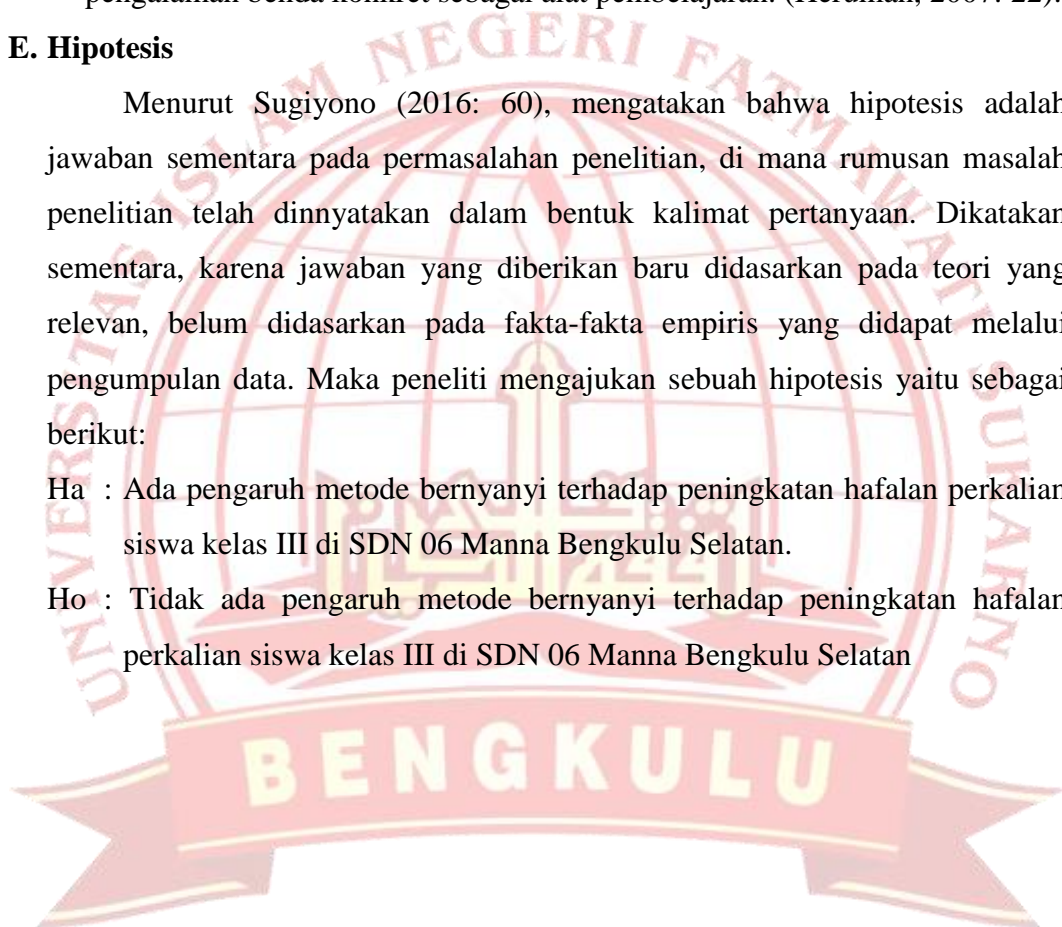 pengalaman benda konkret sebagai alat pembelajaran. (Heruman, 2007: 22).
E. Hipotesis
Menurut Sugiyono (2016: 60), mengatakan bahwa hipotesis adalah
jawaban sementara pada permasalahan penelitian, di mana rumusan masalah
penelitian telah dinnyatakan dalam bentuk kalimat pertanyaan. Dikatakan
sementara, karena jawaban yang diberikan baru didasarkan pada teori yang
relevan, belum didasarkan pada fakta-fakta empiris yang didapat melalui
pengumpulan data. Maka peneliti mengajukan sebuah hipotesis yaitu sebagai
berikut:
Ha : Ada pengaruh metode bernyanyi terhadap peningkatan hafalan perkalian
siswa kelas III di SDN 06 Manna Bengkulu Selatan.
Ho : Tidak ada pengaruh metode bernyanyi terhadap peningkatan hafalan
perkalian siswa kelas III di SDN 06 Manna Bengkulu Selatan
UNIVERSITAS ISLAM NEGERI FATMAWATI SUKARNO
BENGKULU